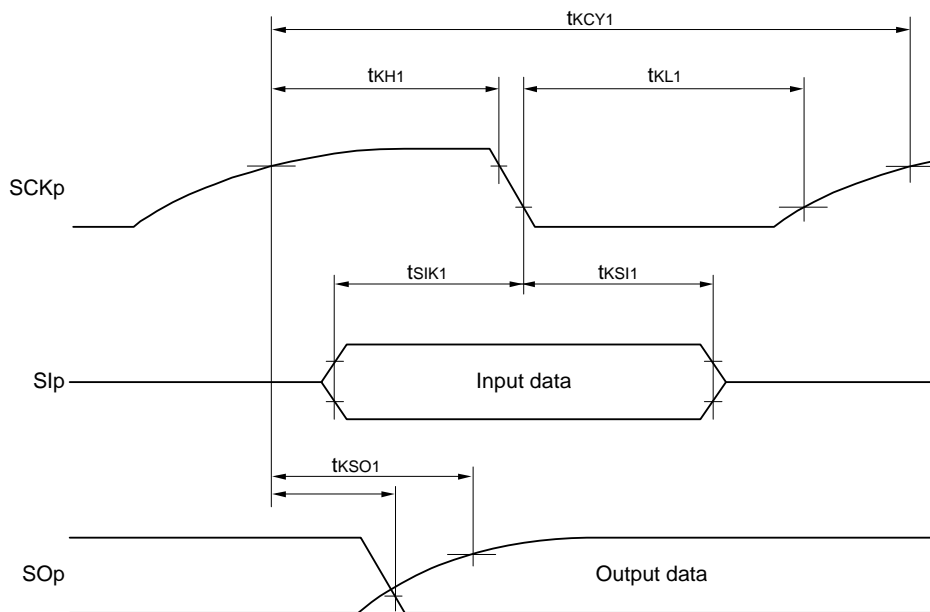 tKCY1
tKH1
tKL1
SCKp
tSIK1
tKSI1
SIp
Input data
tKSO1
SOp
Output data